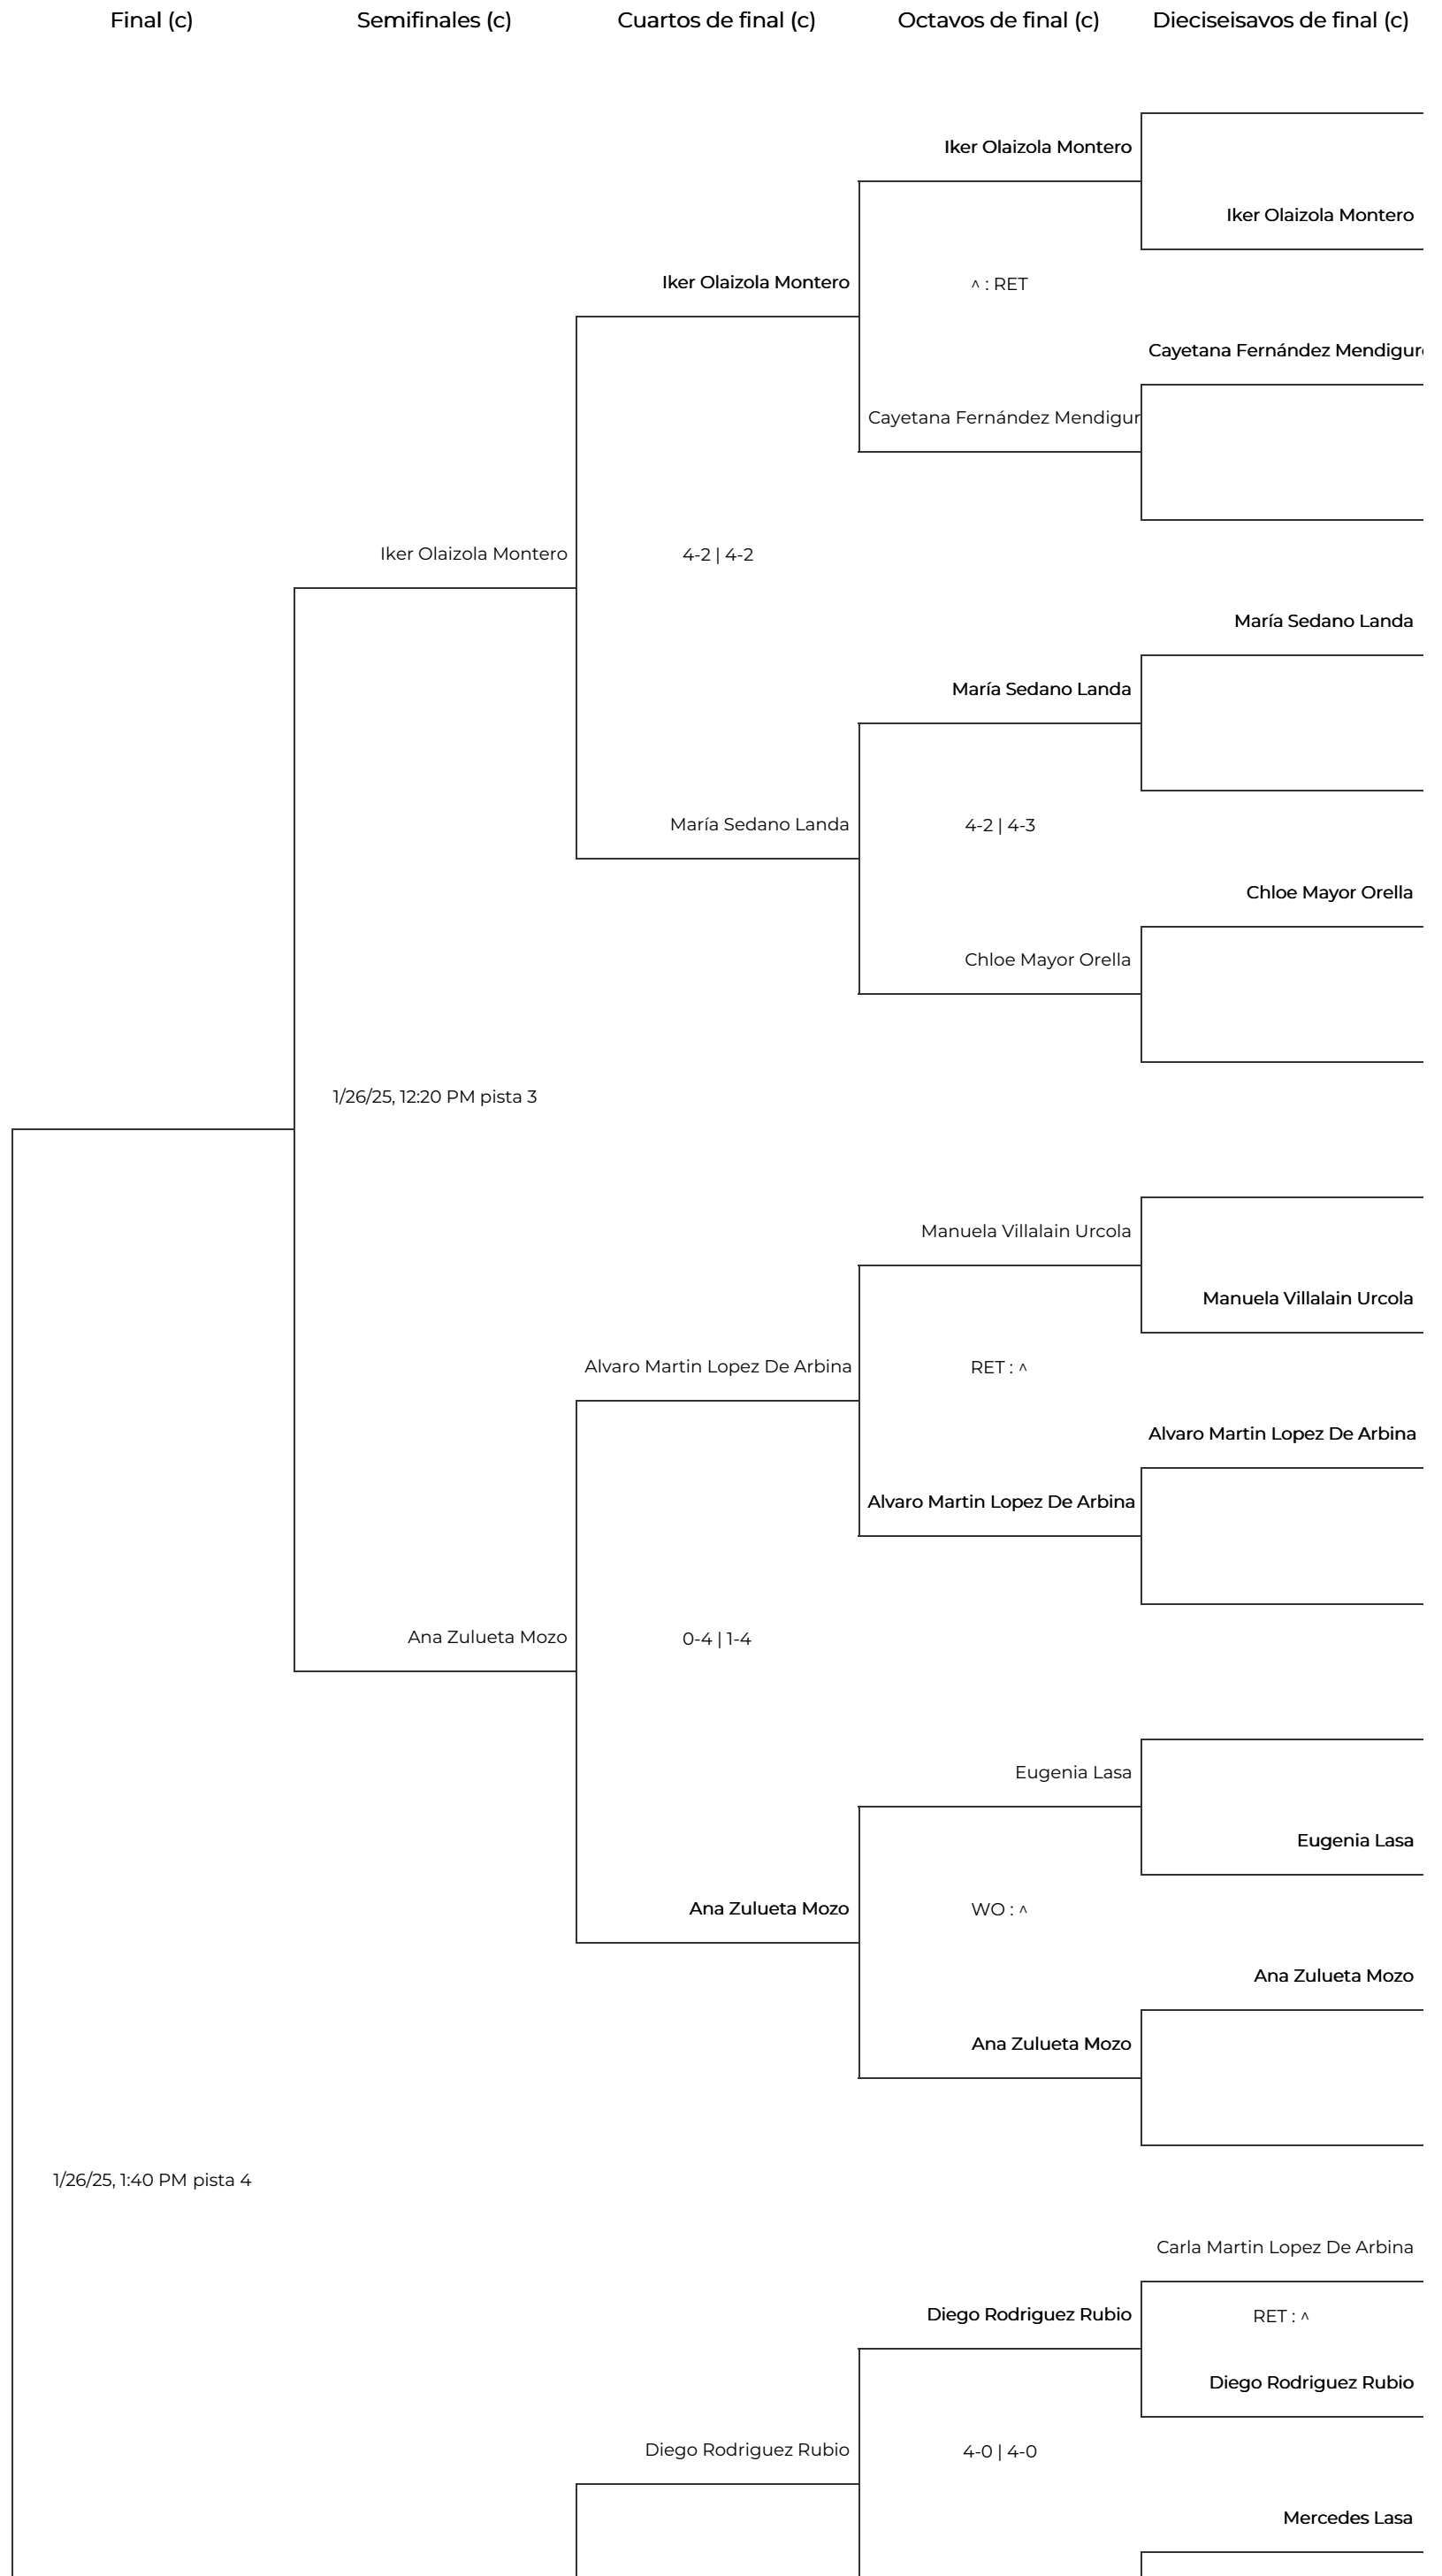 Final (c) Semifinales (c) Cuartos de final (c) Octavos de final (c) Dieciseisavos de final (c)
Iker Olaizola Montero
Iker Olaizola Montero
Iker Olaizola Montero
^ : RET
Cayetana Fernández Mendigur
Cayetana Fernández Mendigur
Iker Olaizola Montero
4-2 | 4-2
María Sedano Landa
María Sedano Landa
María Sedano Landa
4-2 | 4-3
Chloe Mayor Orella
Chloe Mayor Orella
1/26/25, 12:20 PM pista 3
Manuela Villalain Urcola
Manuela Villalain Urcola
Alvaro Martin Lopez De Arbina
RET : ^
Alvaro Martin Lopez De Arbina
Alvaro Martin Lopez De Arbina
Ana Zulueta Mozo
0-4 | 1-4
Eugenia Lasa
Eugenia Lasa
Ana Zulueta Mozo
WO : ^
Ana Zulueta Mozo
Ana Zulueta Mozo
1/26/25, 1:40 PM pista 4
Carla Martin Lopez De Arbina
Diego Rodriguez Rubio
RET : ^
Diego Rodriguez Rubio
Diego Rodriguez Rubio
4-0 | 4-0
Mercedes Lasa